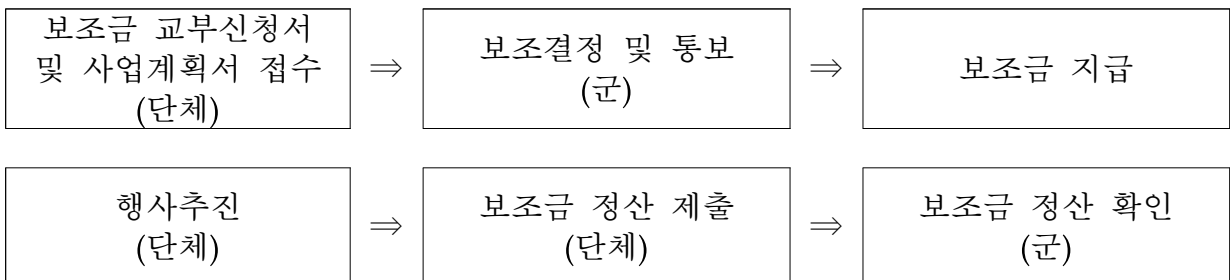 보조금 교부신청서
및 사업계획서 접수
(단체)
⇒
보조결정 및 통보
(군)
⇒
보조금 지급
행사추진
(단체)
⇒
보조금 정산 제출
(단체)
⇒
보조금 정산 확인
(군)